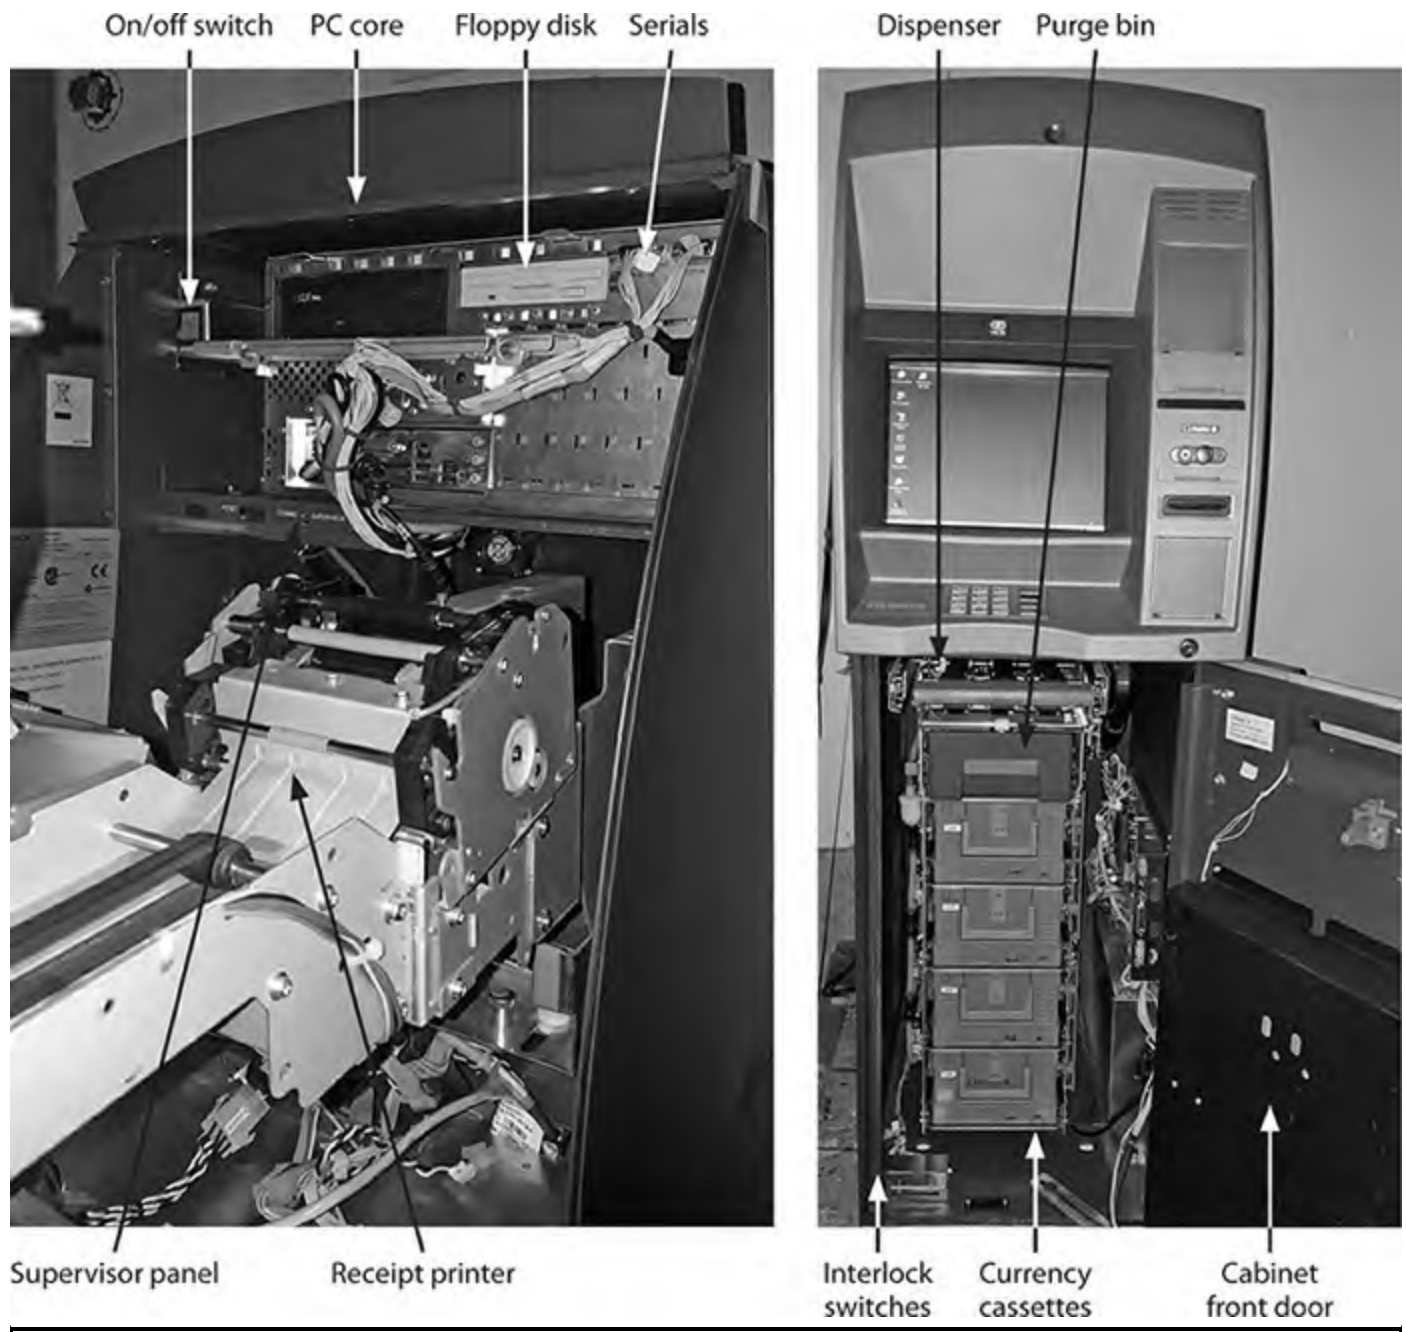 On/off switch PC core Floppy disk Serials
Dispenser Purge bin
Supervisor panel Receipt printer
Interlock switches
Currency cassettes
Cabinet front door